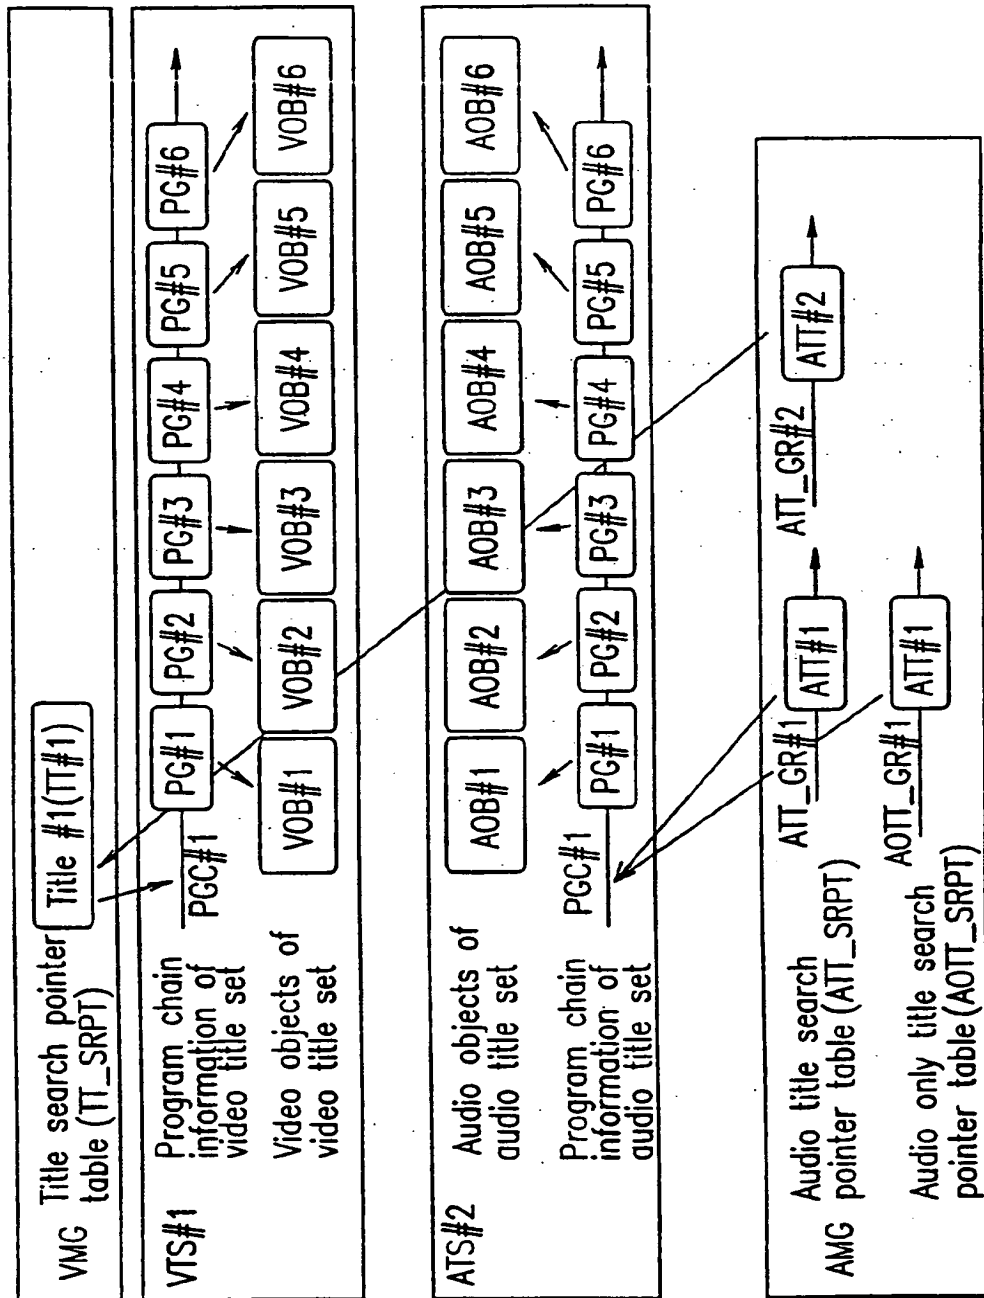 VMG
Title search pointer
table (TT_SRPT)
Title #1(TT#1)
VTS#1
Program chain
information of
video title set
PGC#1
PG#1
PG#2
PG#3
PG#4
PG#5
PG#6
Video objects of
video title set
VOB#1
VOB#2
VOB#3
VOB#4
VOB#5
VOB#6
ATS#2
Audio objects of
audio title set
AOB#1
AOB#2
AOB#3
AOB#4
AOB#5
AOB#6
Program chain
information of
audio title set
PGC#1
PG#1
PG#2
PG#3
PG#4
PG#5
PG#6
AMG
Audio title search
pointer table (ATT_SRPT)
ATT_GR#1
ATT#1
ATT_GR#2
ATT#2
Audio only title search
pointer table (AOTT_SRPT)
AOTT_GR#1
ATT#1